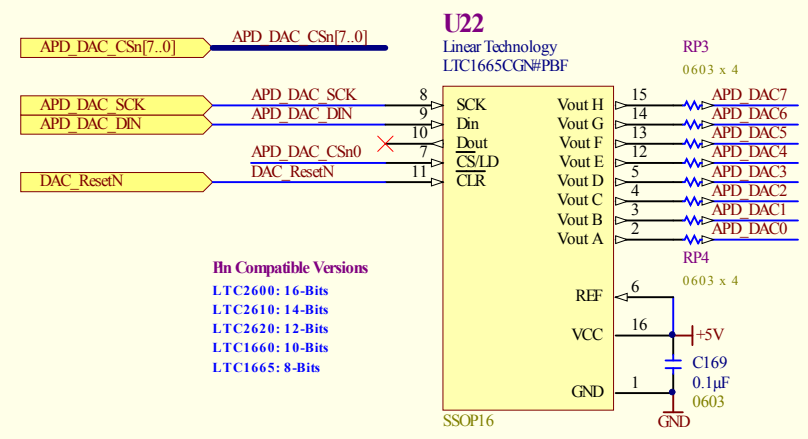 U22
Linear Technology
LTC1665CGN#PBF
APD_DAC_CSn[7..0]
APD_DAC_CSn[7..0]
RP3
0603 x 4
APD_DAC_SCK
APD_DAC_SCK
8
SCK
Vout H
15
APD_DAC7
APD_DAC_DIN
APD_DAC_DIN
9
Din
Vout G
14
APD_DAC6
10
Dout
Vout F
13
APD_DAC5
APD_DAC_CSn0
7
CS/LD
Vout E
12
APD_DAC4
DAC_ResetN
DAC_ResetN
11
CLR
Vout D
5
APD_DAC3
Vout C
4
APD_DAC2
Vout B
3
APD_DAC1
Vout A
2
APD_DAC0
RP4
0603 x 4
Pin Compatible Versions
LTC2600: 16-Bits
LTC2610: 14-Bits
LTC2620: 12-Bits
LTC1660: 10-Bits
LTC1665: 8-Bits
REF
6
VCC
16
+5V
C169
0.1µF
0603
GND
1
GND
SSOP16